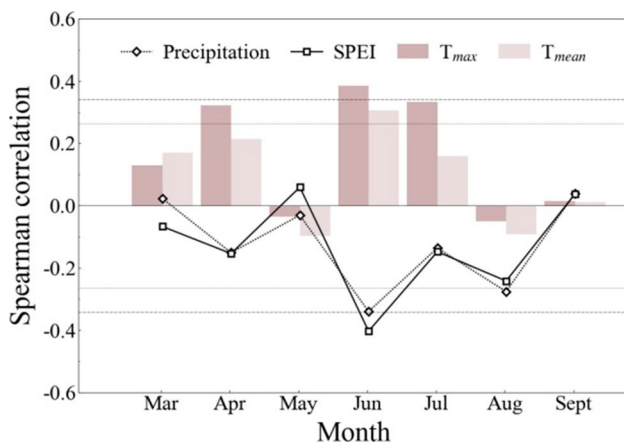 0.6
Precipitation SPEI Tmax Tmean
0.4
0.2
0.0
-0.2
-0.4
-0.6
Spearman correlation
Mar Apr May Jun Jul Aug Sept
Month